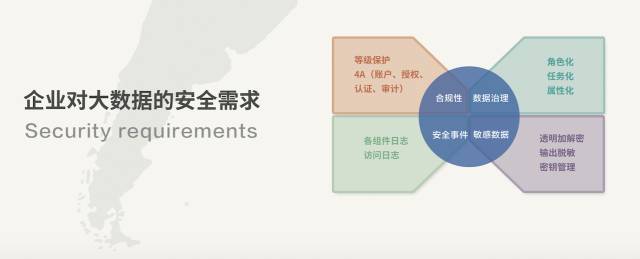 企业对大数据的安全需求
Security requirements
等级保护
4A（账户、授权、
认证、审计）
角色化
任务化
属性化
合规性
数据治理
安全事件
敏感数据
各组件日志
访问日志
透明加解密
输出脱敏
密钥管理